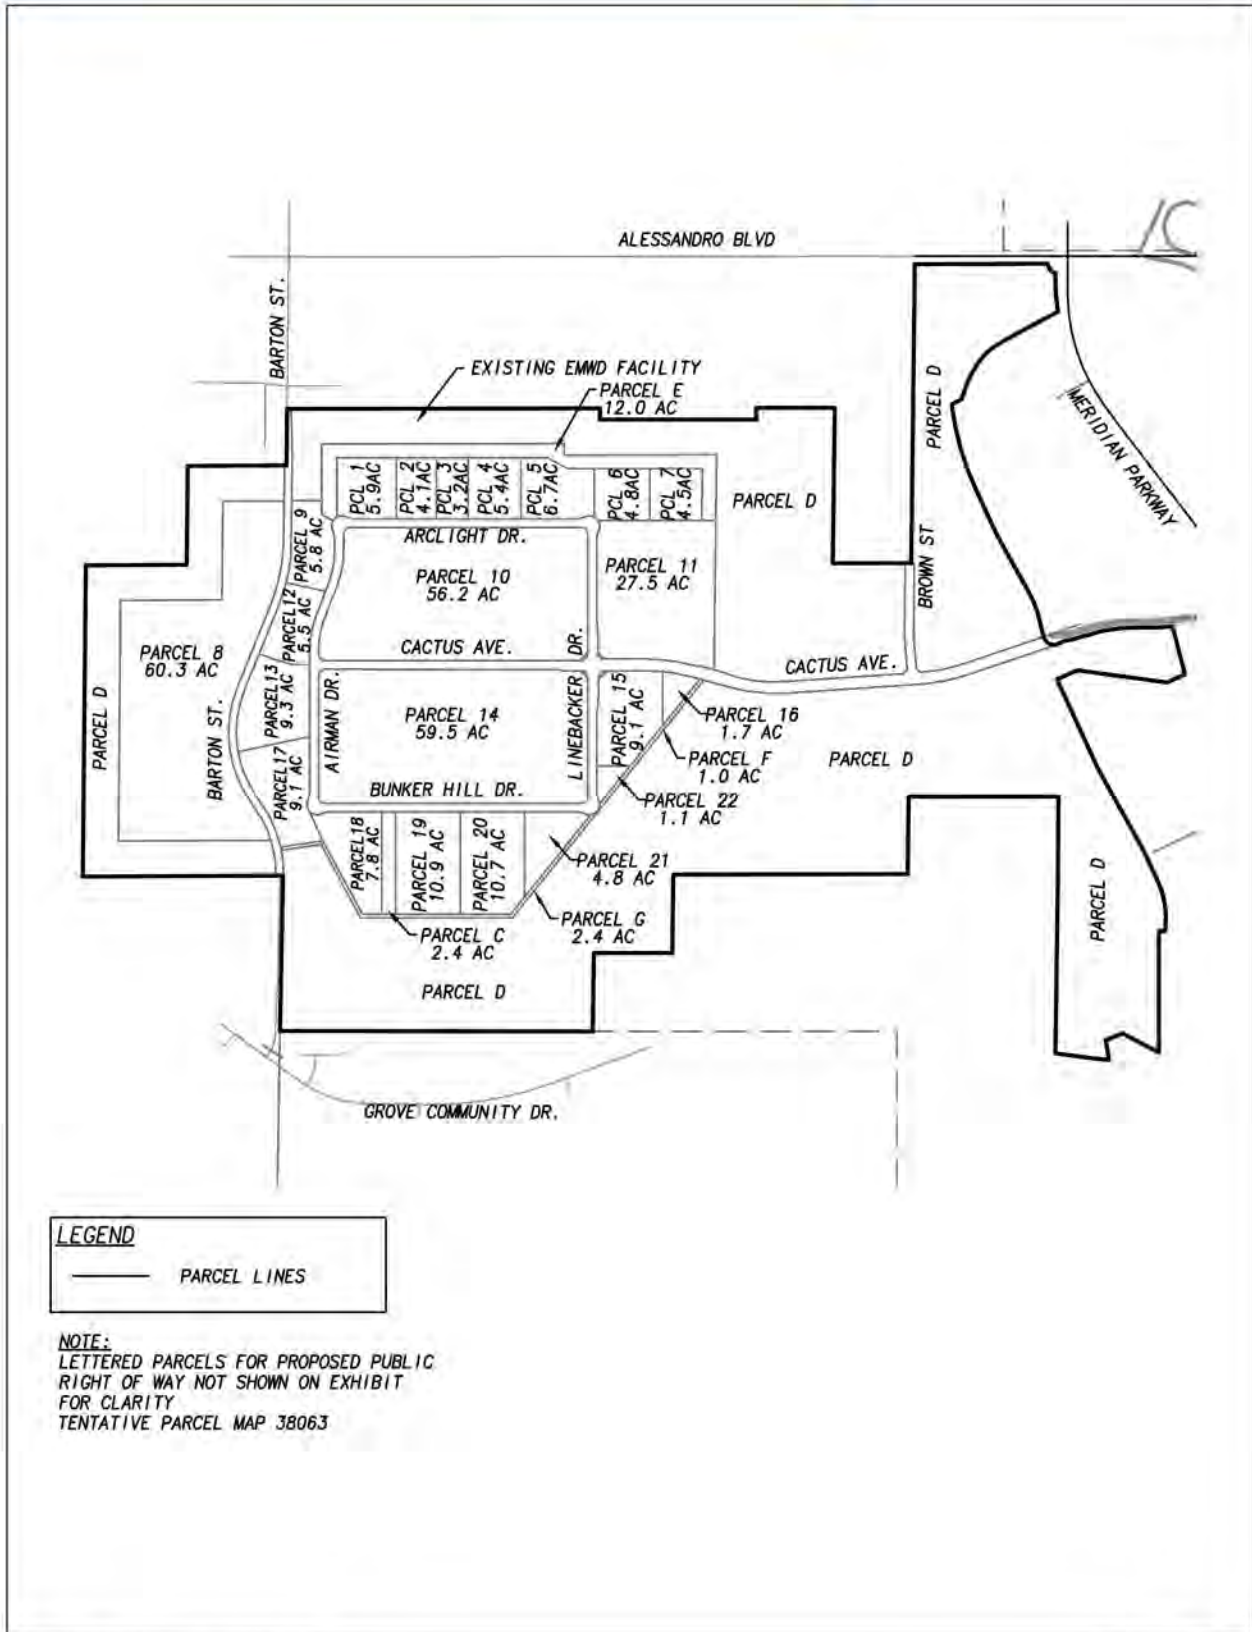 ALESSANDRO BLVD
BARTON ST.
EXISTING EMWD FACILITY
PARCEL E
12.0 AC
PARCEL D
MERIDIAN PARKWAY
PCL 1
5.9AC
PCL 2
4.1AC
PCL 3
3.2AC
PCL 4
5.4AC
PCL 5
6.7AC
PCL 6
4.8AC
PCL 7
4.5AC
PARCEL D
PARCEL 9
5.8 AC
ARCLIGHT DR.
PARCEL 10
56.2 AC
PARCEL 11
27.5 AC
BROWN ST.
PARCEL 12
5.5 AC
CACTUS AVE.
LINEBACKER DR.
CACTUS AVE.
PARCEL 8
60.3 AC
PARCEL D
BARTON ST.
PARCEL 13
9.3 AC
AIRMAN DR.
PARCEL 14
59.5 AC
PARCEL 15
9.1 AC
PARCEL 16
1.7 AC
PARCEL F
1.0 AC
PARCEL D
PARCEL 17
9.1 AC
BUNKER HILL DR.
PARCEL 22
1.1 AC
PARCEL 18
7.8 AC
PARCEL 19
10.9 AC
PARCEL 20
10.7 AC
PARCEL 21
4.8 AC
PARCEL D
PARCEL G
2.4 AC
PARCEL C
2.4 AC
PARCEL D
GROVE COMMUNITY DR.
LEGEND
PARCEL LINES
NOTE:
LETTERED PARCELS FOR PROPOSED PUBLIC
RIGHT OF WAY NOT SHOWN ON EXHIBIT
FOR CLARITY
TENTATIVE PARCEL MAP 38063